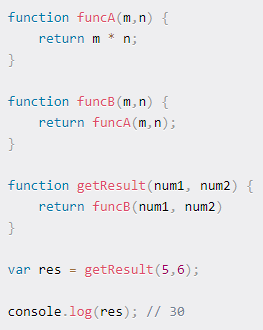 function funcA(m,n) {
    return m * n;
}
function funcB(m,n) {
    return funcA(m,n);
}
function getResult(num1, num2) {
    return funcB(num1, num2)
}
var res = getResult(5,6);
console.log(res); // 30